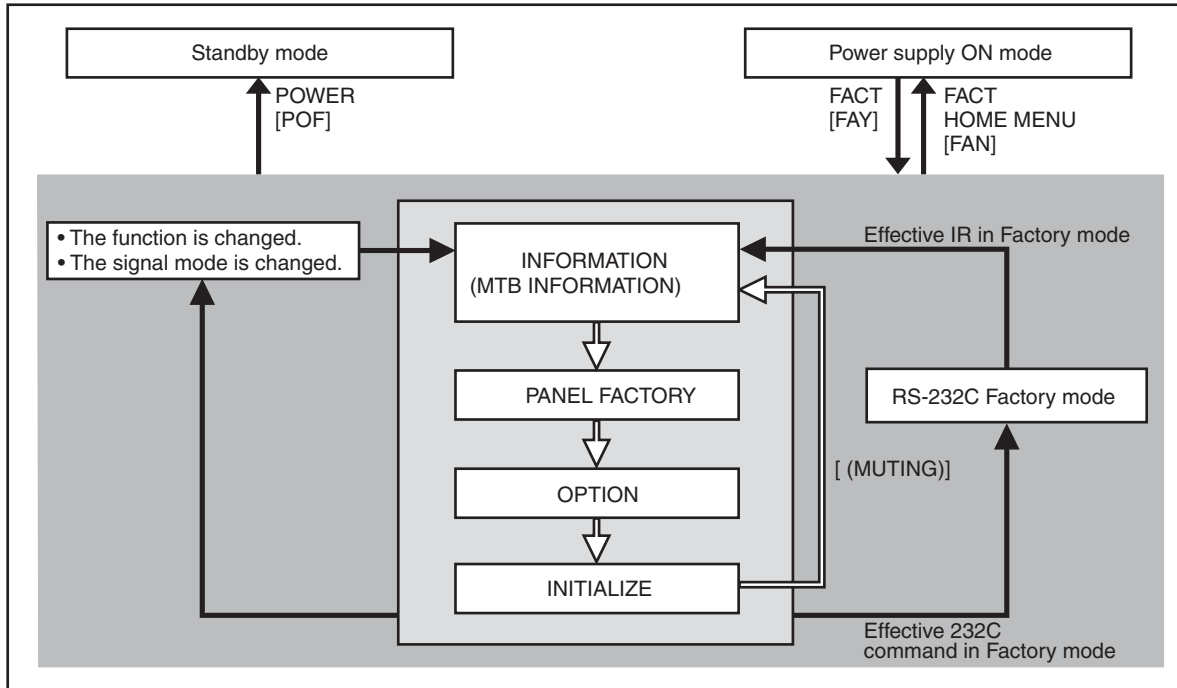 Standby mode
Power supply ON mode
POWER
[POF]
FACT
[FAY]
FACT
HOME MENU
[FAN]
• The function is changed.
• The signal mode is changed.
INFORMATION
(MTB INFORMATION)
Effective IR in Factory mode
PANEL FACTORY
RS-232C Factory mode
[ (MUTING)]
OPTION
INITIALIZE
Effective 232C
command in Factory mode